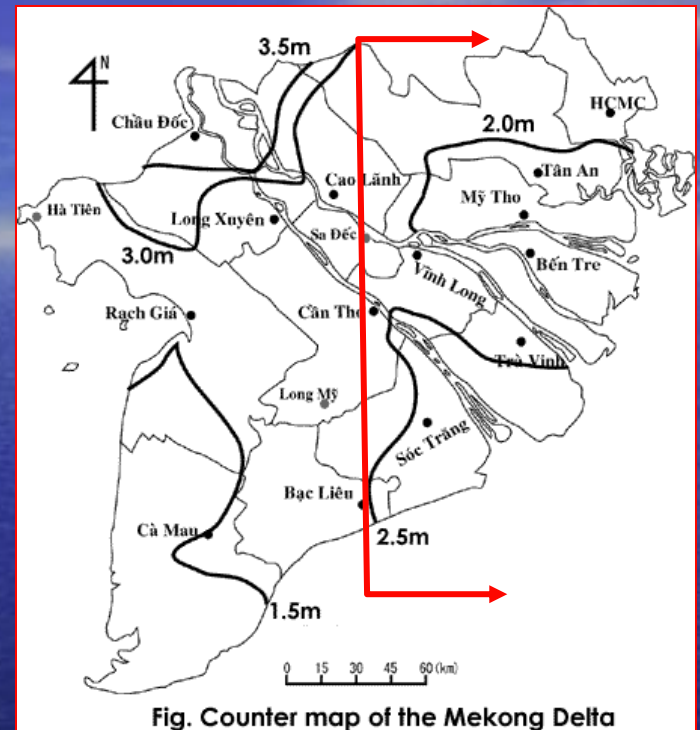 N
3.5m
HCMC
Chầu Đốc
2.0m
Tân An
Cao Lãnh
Mỹ Tho
Hà Tiên
Long Xuyên
Sa Đéc
3.0m
Vĩnh Long
Bến Tre
Rạch Giá
Cần Thơ
Trà Vinh
Long Mỹ
Sóc Trăng
Bạc Liêu
Cà Mau
2.5m
1.5m
0 15 30 45 60 (km)
Fig. Counter map of the Mekong Delta